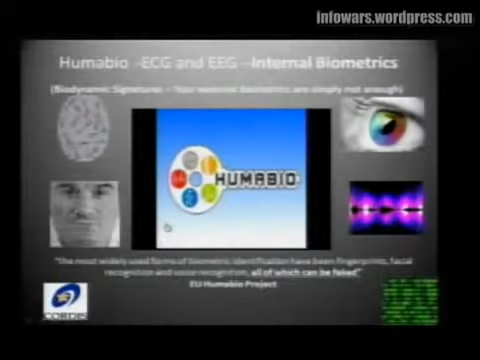 infowars.wordpress.com
Humabio -ECG and EEG -Internal Biometrics
(Biodynamic Signatures - Your external biometrics are simply not enough)
HUMABIO
"The most widely used forms of biometric identification have been fingerprints, facial
recognition and voice recognition, all of which can be faked"
EU Humabio Project
CORDIS